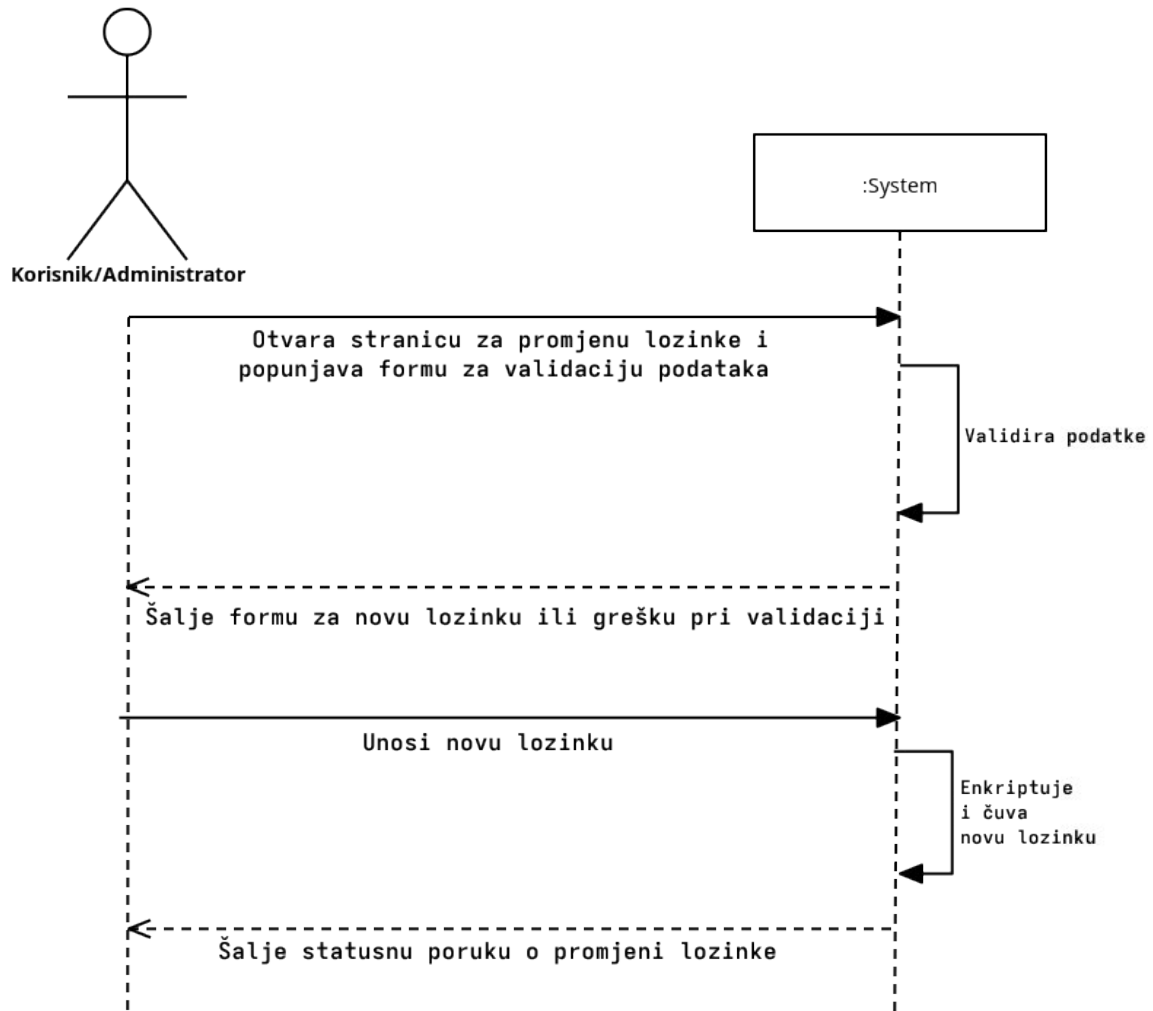 :System
Korisnik/Administrator
Otvara stranicu za promjenu lozinke i
popunjava formu za validaciju podataka
Validira podatke
Šalje formu za novu lozinku ili grešku pri validaciji
Unosi novu lozinku
Enkriptuje
i čuva
novu lozinku
Šalje statusnu poruku o promjeni lozinke